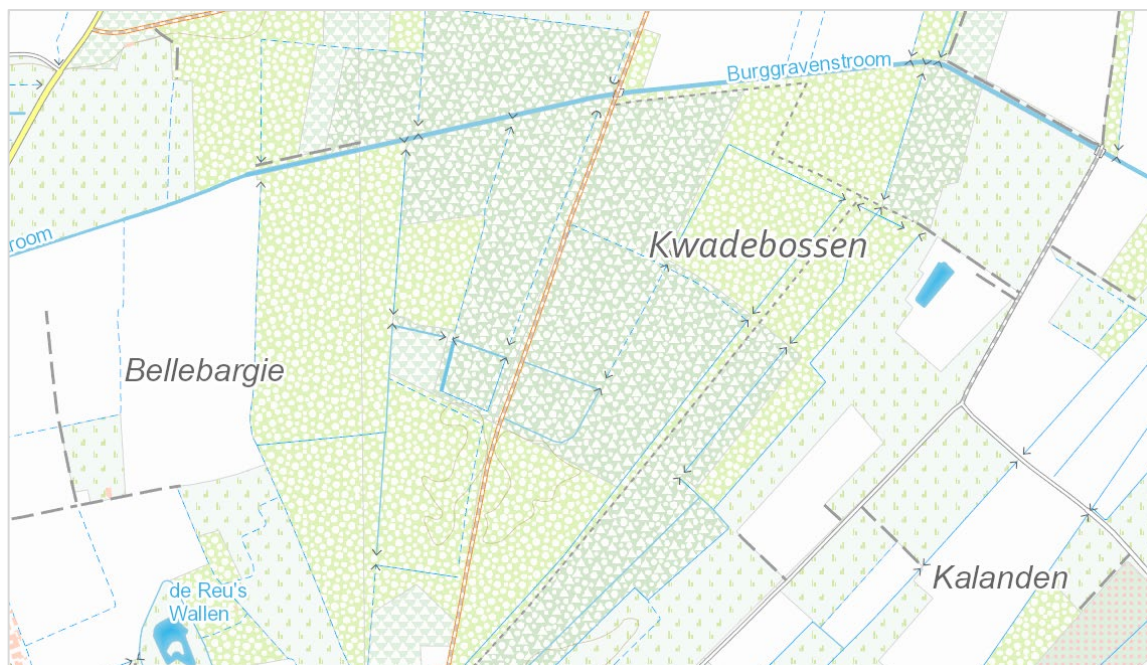 Burggravenstroom
room
Kwadebossen
Bellebargie
Kalanden
de Reu's
Wallen